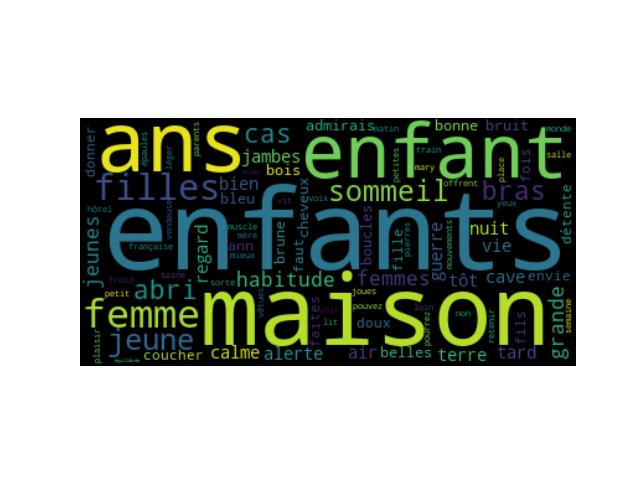 ans
cas
admirais
matin
bonne
bruit
monde
donner
épaules
léger
parents
jambes
bois
enfant
petites
train
mary
fois
place
salle
filles
bien
bleu
sommeil
offrent
bras
enfants
jeunes
hôtel
vendeuse
française
regard
muscle
mère
mieux
ann
vit
brune
voix
cheveux
faut
boucles
fille
pierres
guerre
mouvements
nuit
yeux
vie
détente
froid
saine
sorte
habitude
femmes
tôt
cave
envie
petit
abri
femme
maison
vêtues
voir
joues
pouvez
loin
non
fils
grande
semaine
plaisir
jeune
faites
lit
doux
pourrez
retenir
coucher
calme
alerte
air
belles
terre
tard